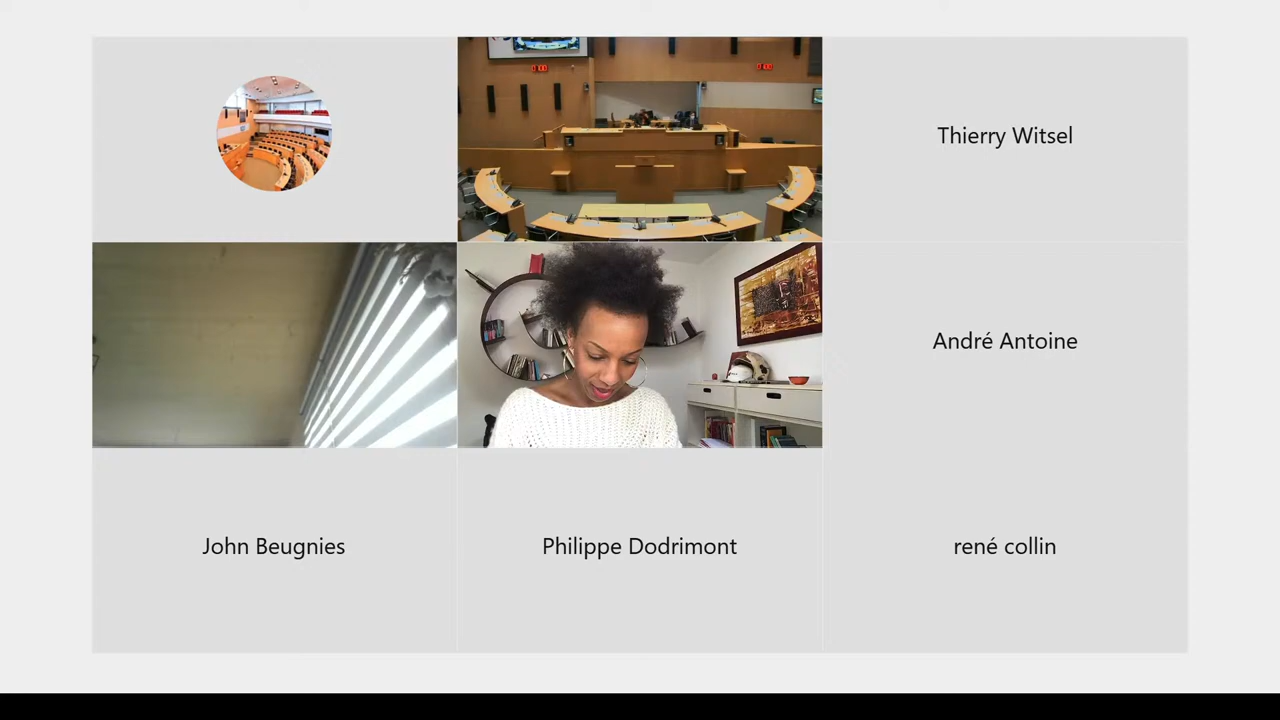 Thierry Witsel
André Antoine
John Beugnies
Philippe Dodrimont
rené collin